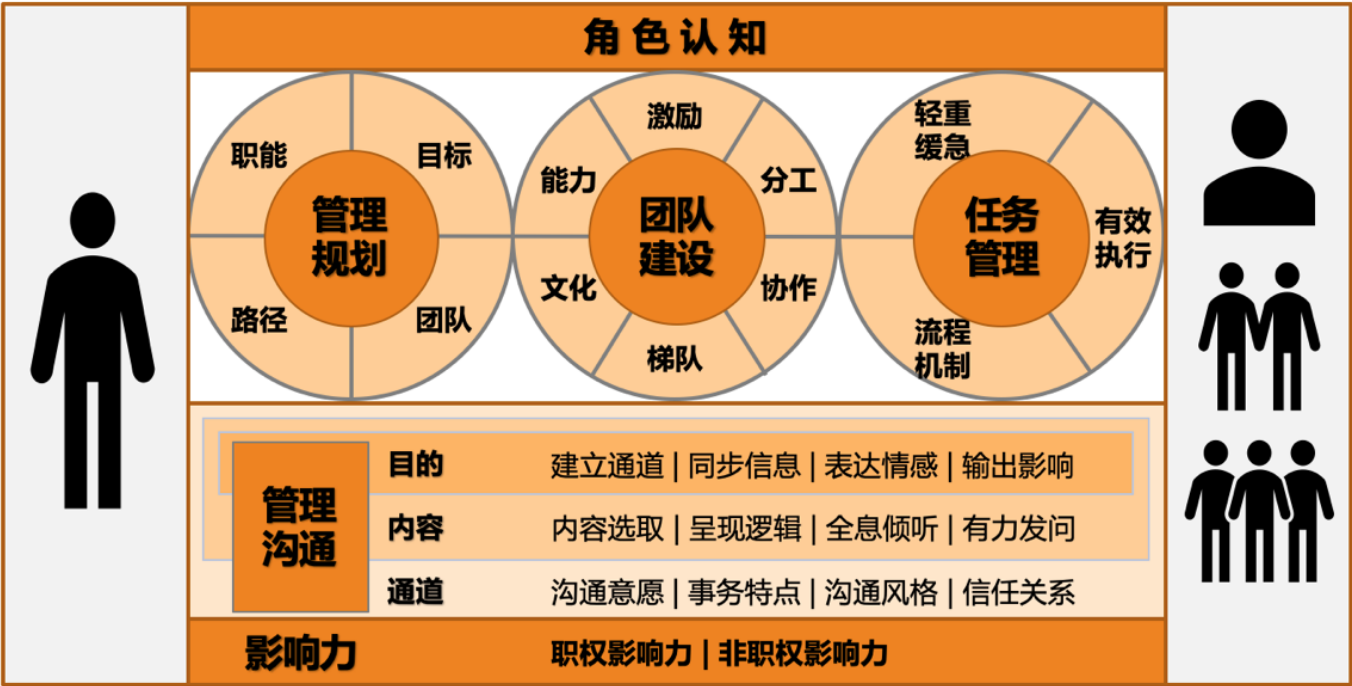 角色认知
职能
目标
管理
规划
路径
团队
激励
能力
分工
团队
建设
文化
协作
梯队
轻重
缓急
任务
管理
有效
执行
流程
机制
管理
沟通
目的
建立通道 | 同步信息 | 表达情感 | 输出影响
内容
内容选取 | 呈现逻辑 | 全息倾听 | 有力发问
通道
沟通意愿 | 事务特点 | 沟通风格 | 信任关系
影响力
职权影响力 | 非职权影响力